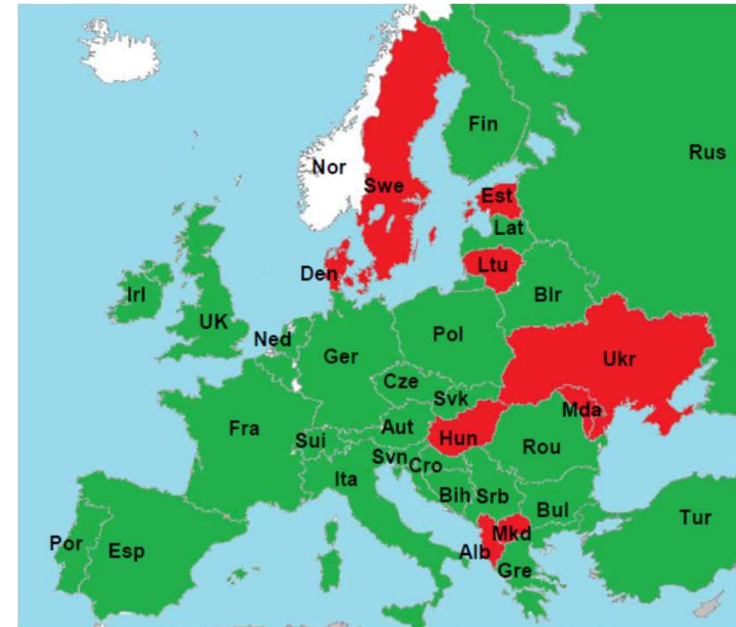 Fin
Rus
Nor
Swe
Est
Lat
Den
Ltu
Irl
Blr
UK
Ned
Pol
Ger
Ukr
Cze
Svk
Mda
Fra
Aut
Hun
Sui
Rou
Svn
Cro
Ita
Bih
Srb
Bul
Tur
Mkd
Por
Esp
Alb
Gre